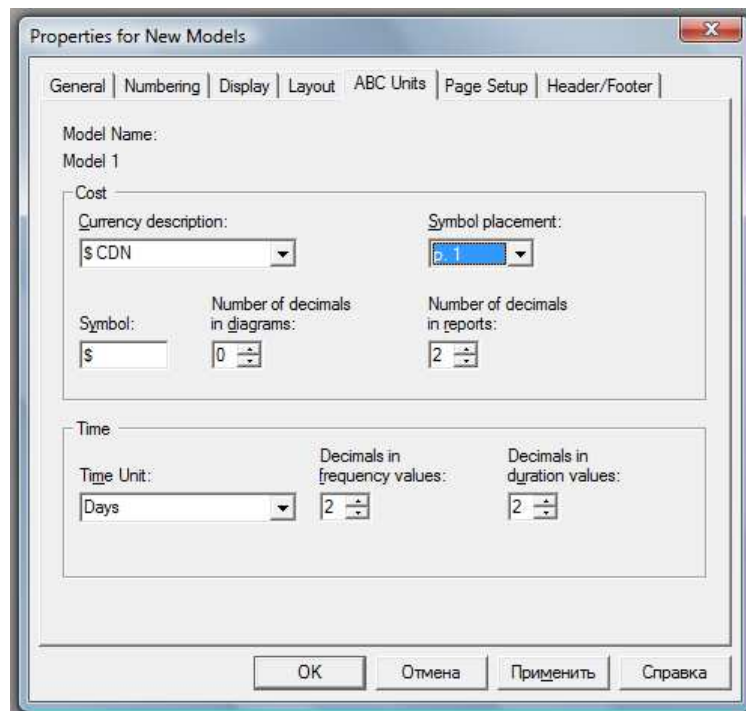 Properties for New Models
General Numbering Display Layout ABC Units Page Setup Header/Footer
Model Name:
Model 1
Cost
Currency description: Symbol placement:
$ CDN p. 1
Number of decimals Number of decimals
Symbol: in diagrams: in reports:
$ 0 2
Time
Decimals in Decimals in
Time Unit: frequency values: duration values:
Days 2 2
OK Отмена Применить Справка